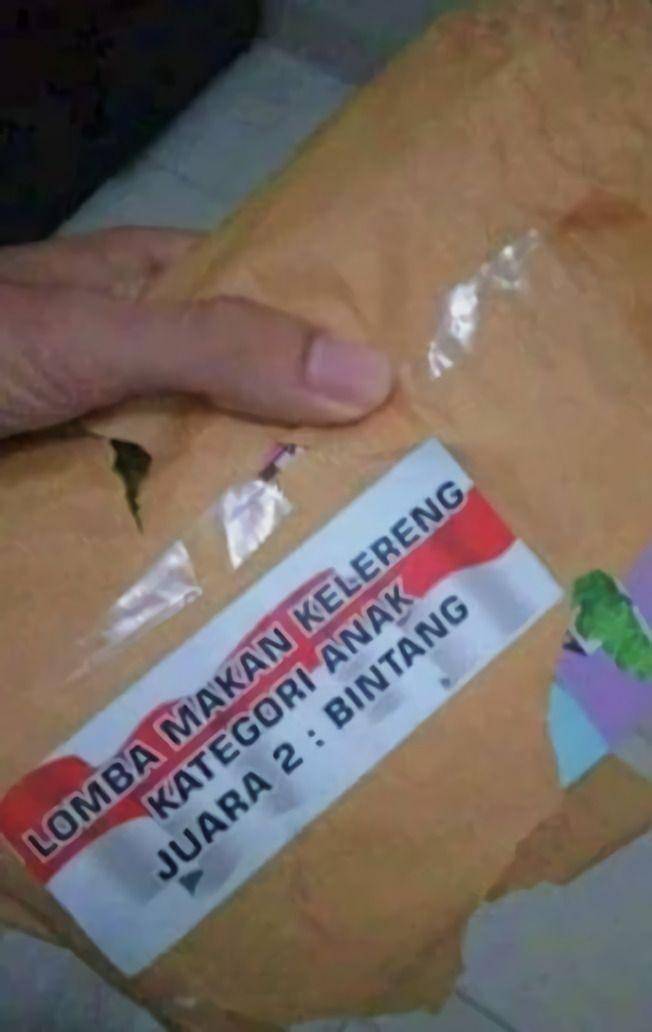 LOMBA MAKAN KELERENG
KATEGORI ANAK
JUARA 2 : BINTANG